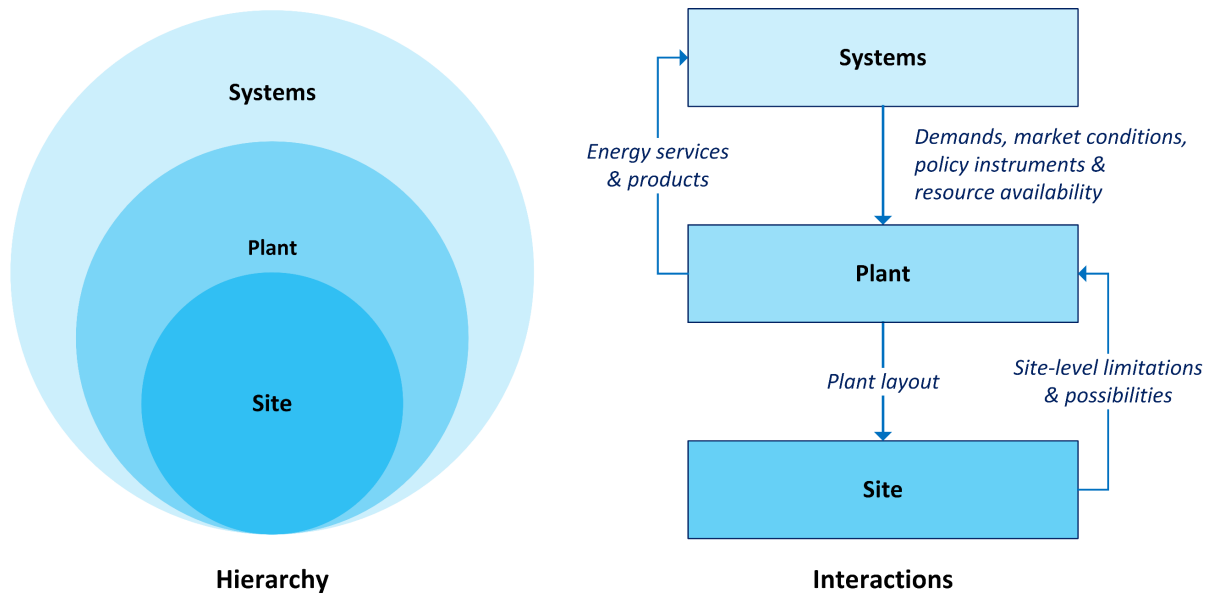 Systems
Plant
Site
Hierarchy
Systems
Energy services
& products
Demands, market conditions,
policy instruments &
resource availability
Plant
Plant layout
Site-level limitations
& possibilities
Site
Interactions